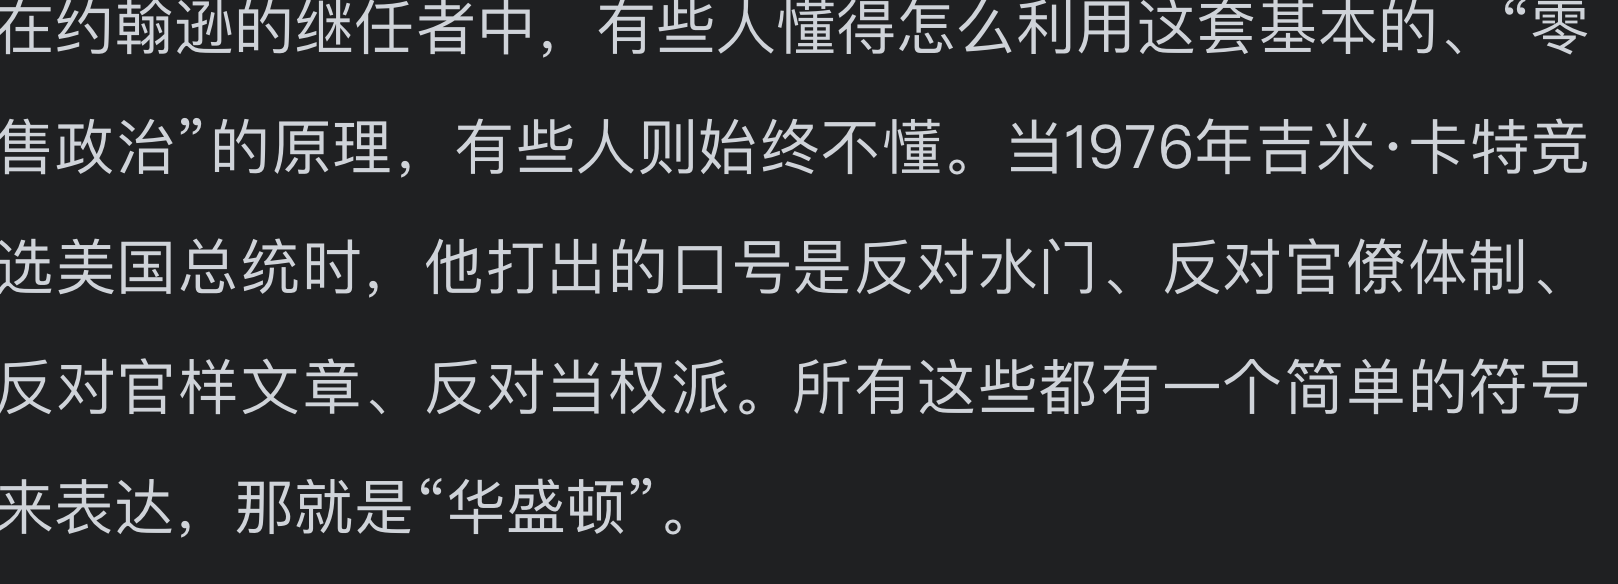 在约翰逊的继任者中，有些人懂得怎么利用这套基本的、“零
售政治”的原理，有些人则始终不懂。当1976年吉米·卡特竞
选美国总统时，他打出的口号是反对水门、反对官僚体制、
反对官样文章、反对当权派。所有这些都有一个简单的符号
来表达，那就是“华盛顿”。